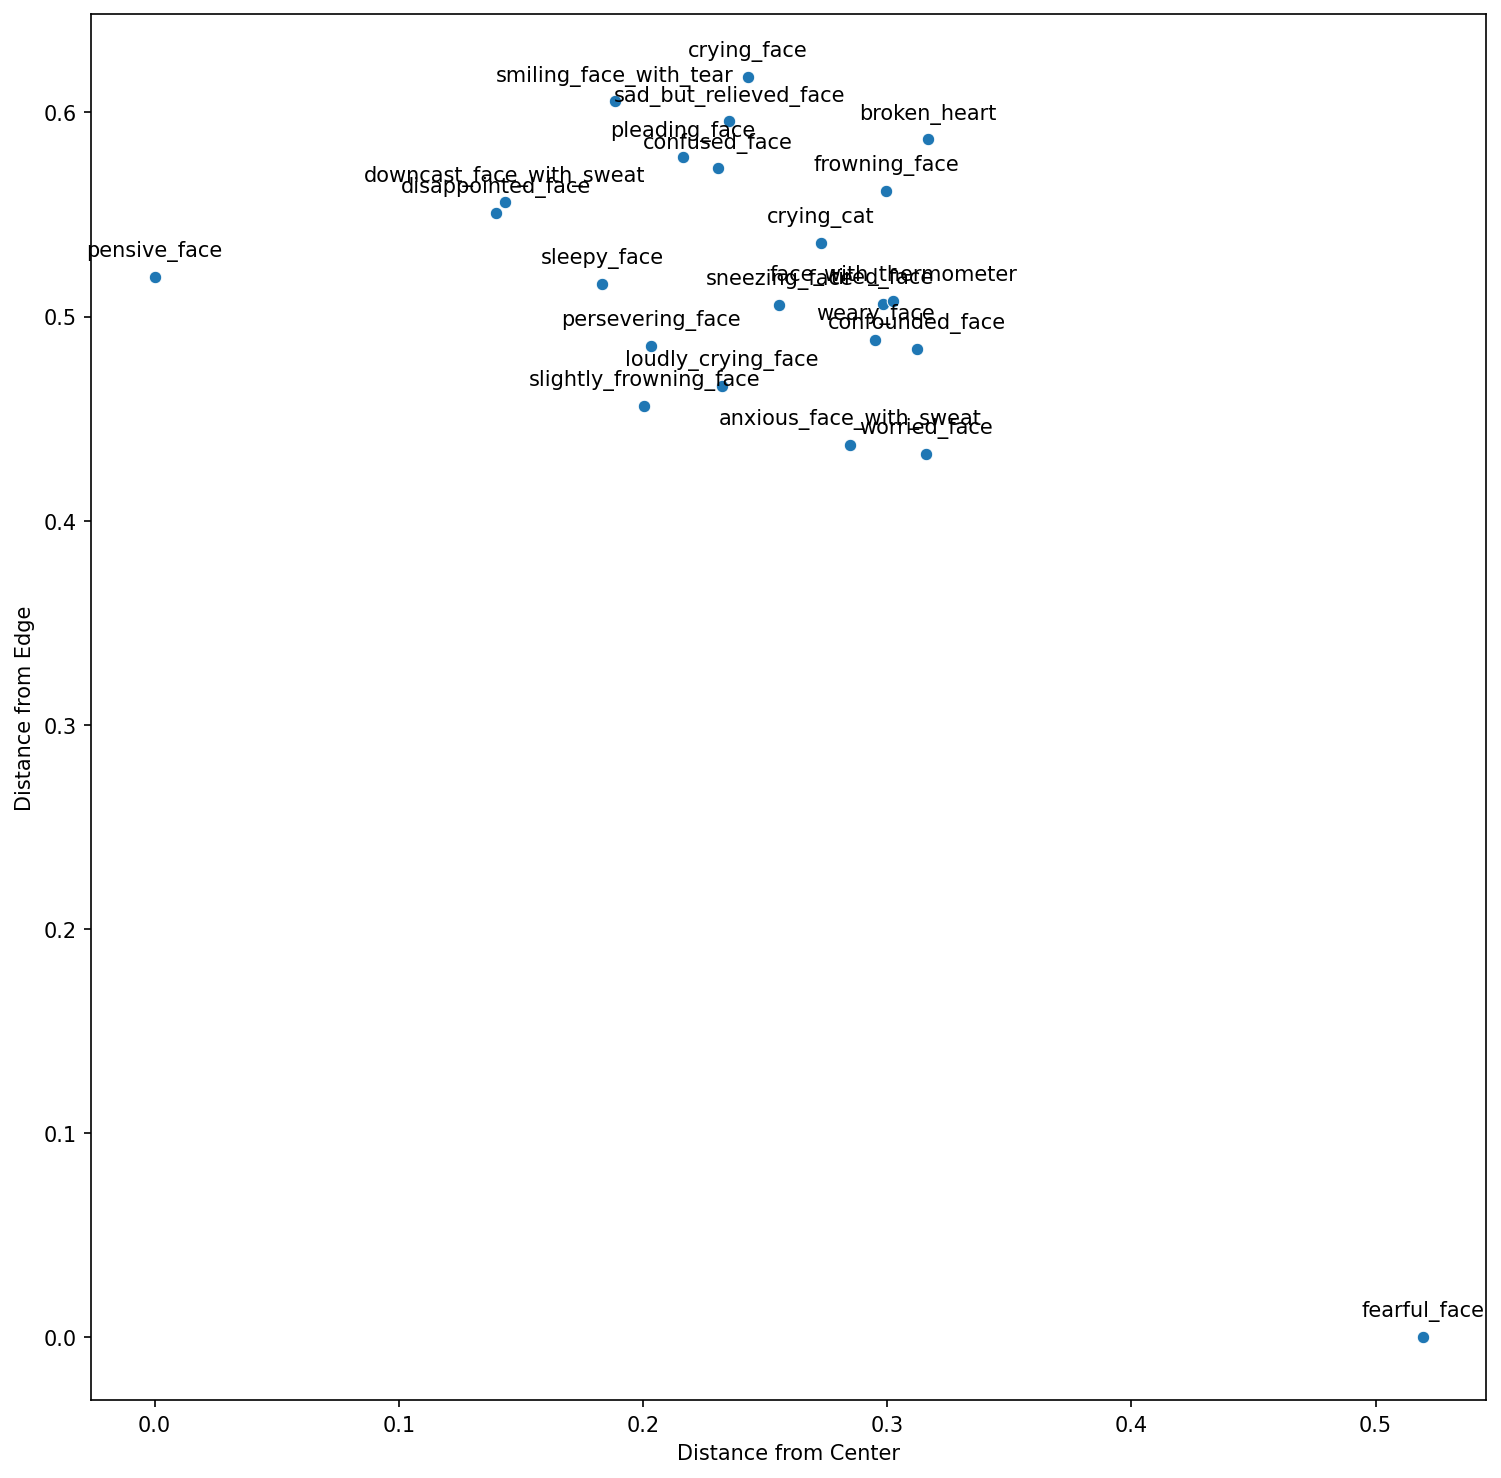 crying_face
smiling_face_with_tear
sad_but_relieved_face
broken_heart
pleading_face
confused_face
frowning_face
downcast_face_with_sweat
disappointed_face
crying_cat
pensive_face
sleepy_face
face_with_thermometer
sneezing_face
tired_face
weary_face
confounded_face
persevering_face
loudly_crying_face
slightly_frowning_face
anxious_face_with_sweat
worried_face
fearful_face
0.6
0.5
0.4
0.3
0.2
0.1
0.0
Distance from Edge
0.0 0.1 0.2 0.3 0.4 0.5
Distance from Center